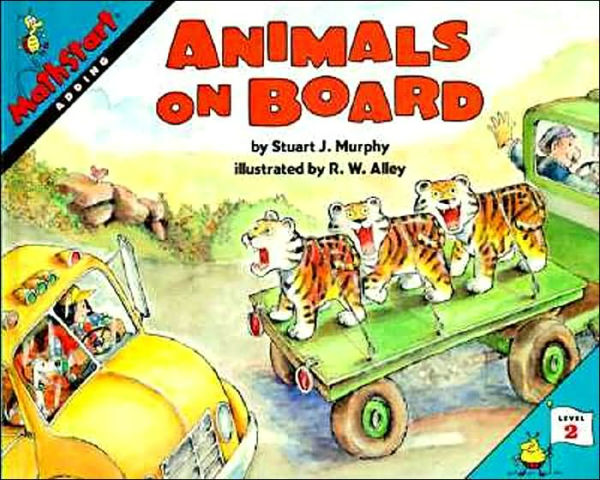 MathStart
ADDING
ANIMALS
ON BOARD
by Stuart J. Murphy
illustrated by R. W. Alley
LEVEL
2